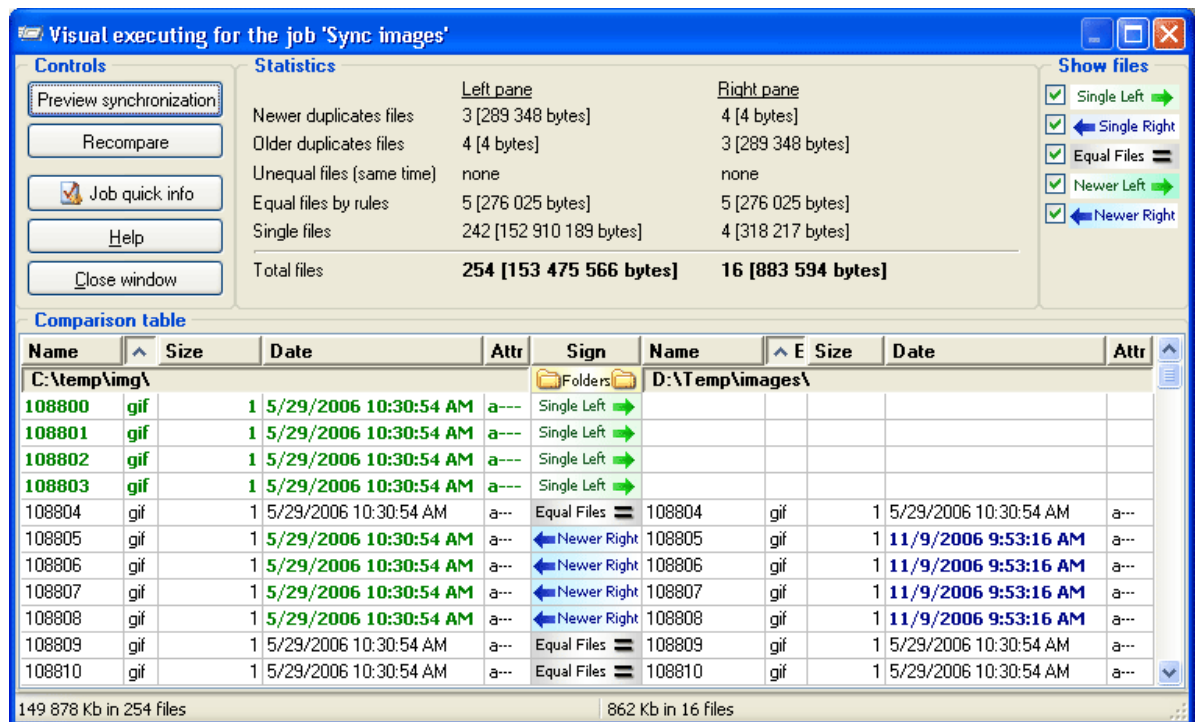 Visual executing for the job 'Sync images'
Controls
Preview synchronization
Recompare
Job quick info
Help
Close window
Statistics
Left pane Right pane
Newer duplicates files 3 [289 348 bytes] 4 [4 bytes]
Older duplicates files 4 [4 bytes] 3 [289 348 bytes]
Unequal files (same time) none none
Equal files by rules 5 [276 025 bytes] 5 [276 025 bytes]
Single files 242 [152 910 189 bytes] 4 [318 217 bytes]
Total files 254 [153 475 566 bytes] 16 [883 594 bytes]
Show files
Single Left
Single Right
Equal Files
Newer Left
Newer Right
Comparison table
Name Size Date Attr Sign Name E Size Date Attr
C:\temp\img\ Folders D:\Temp\images\
108800 gif 1 5/29/2006 10:30:54 AM a--- Single Left
108801 gif 1 5/29/2006 10:30:54 AM a--- Single Left
108802 gif 1 5/29/2006 10:30:54 AM a--- Single Left
108803 gif 1 5/29/2006 10:30:54 AM a--- Single Left
108804 gif 1 5/29/2006 10:30:54 AM a--- Equal Files 108804 gif 1 5/29/2006 10:30:54 AM a---
108805 gif 1 5/29/2006 10:30:54 AM a--- Newer Right 108805 gif 1 11/9/2006 9:53:16 AM a---
108806 gif 1 5/29/2006 10:30:54 AM a--- Newer Right 108806 gif 1 11/9/2006 9:53:16 AM a---
108807 gif 1 5/29/2006 10:30:54 AM a--- Newer Right 108807 gif 1 11/9/2006 9:53:16 AM a---
108808 gif 1 5/29/2006 10:30:54 AM a--- Newer Right 108808 gif 1 11/9/2006 9:53:16 AM a---
108809 gif 1 5/29/2006 10:30:54 AM a--- Equal Files 108809 gif 1 5/29/2006 10:30:54 AM a---
108810 gif 1 5/29/2006 10:30:54 AM a--- Equal Files 108810 gif 1 5/29/2006 10:30:54 AM a---
149 878 Kb in 254 files 862 Kb in 16 files